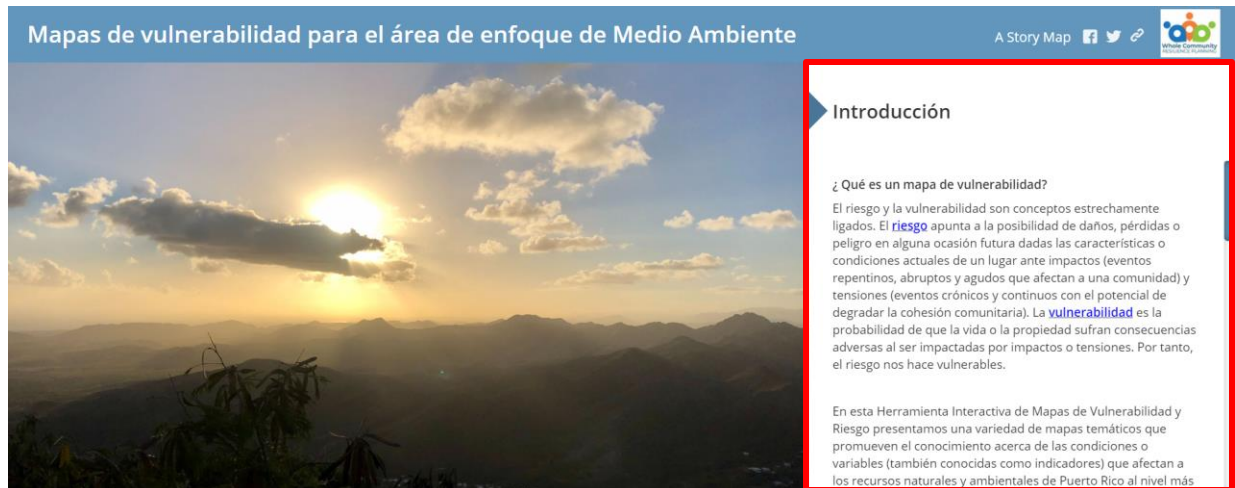 Mapas de vulnerabilidad para el área de enfoque de Medio Ambiente
A Story Map
Whole Community
RESILIENCE PLANNING
Introducción
¿ Qué es un mapa de vulnerabilidad?
El riesgo y la vulnerabilidad son conceptos estrechamente
ligados. El riesgo apunta a la posibilidad de daños, pérdidas o
peligro en alguna ocasión futura dadas las características o
condiciones actuales de un lugar ante impactos (eventos
repentinos, abruptos y agudos que afectan a una comunidad) y
tensiones (eventos crónicos y continuos con el potencial de
degradar la cohesión comunitaria). La vulnerabilidad es la
probabilidad de que la vida o la propiedad sufran consecuencias
adversas al ser impactadas por impactos o tensiones. Por tanto,
el riesgo nos hace vulnerables.
En esta Herramienta Interactiva de Mapas de Vulnerabilidad y
Riesgo presentamos una variedad de mapas temáticos que
promueven el conocimiento acerca de las condiciones o
variables (también conocidas como indicadores) que afectan a
los recursos naturales y ambientales de Puerto Rico al nivel más